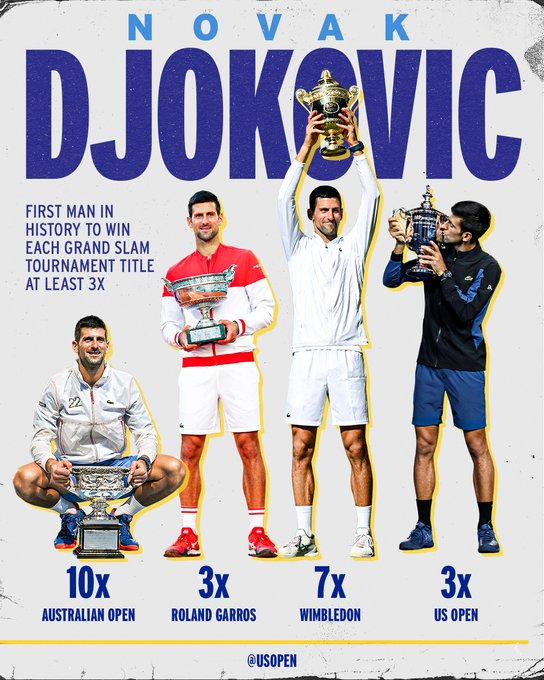 NOVAK
DJOKOVIC
FIRST MAN IN
HISTORY TO WIN
EACH GRAND SLAM
TOURNAMENT TITLE
AT LEAST 3X
22
10x
AUSTRALIAN OPEN
3x
ROLAND GARROS
7x
WIMBLEDON
3x
US OPEN
@USOPEN